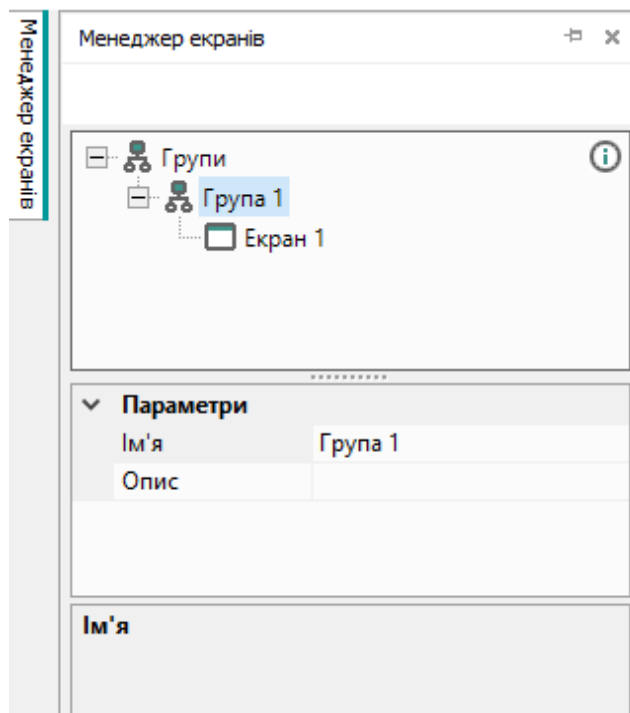 Менеджер екранів
Менеджер екранів
Групи
Група 1
Екран 1
Параметри
Ім'я Група 1
Опис
Ім'я